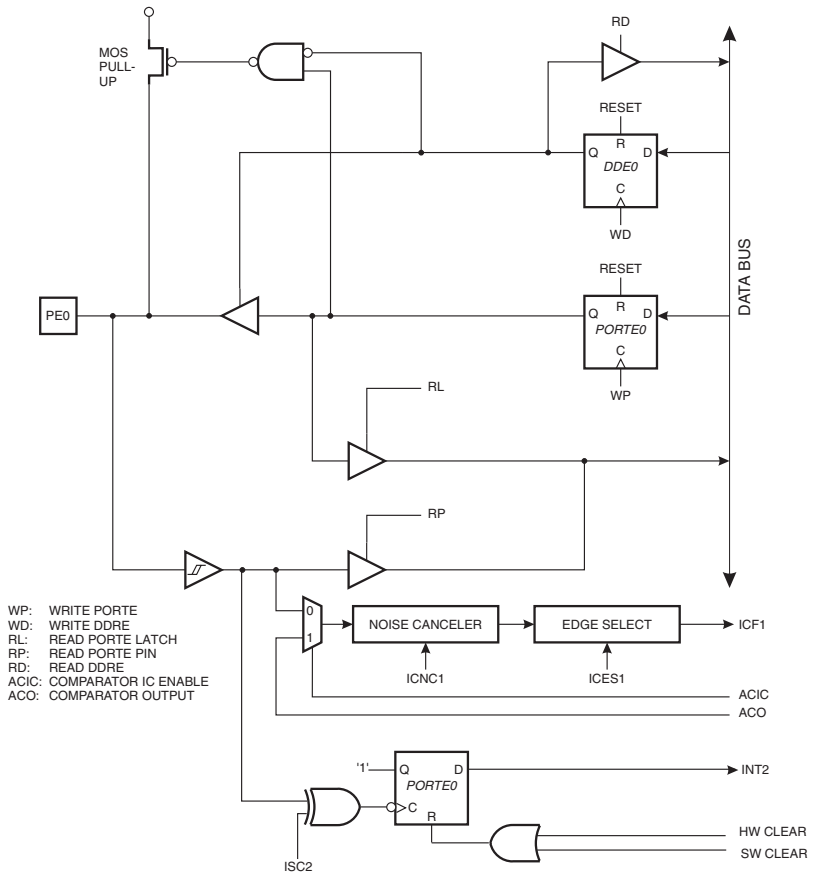 RD
MOS
PULL-
UP
RESET
R
Q
D
DDE0
C
WD
DATA BUS
RESET
PE0
R
Q
D
PORTE0
C
WP
RL
RP
WP: WRITE PORTE
WD: WRITE DDRE
RL: READ PORTE LATCH
RP: READ PORTE PIN
RD: READ DDRE
ACIC: COMPARATOR IC ENABLE
ACO: COMPARATOR OUTPUT
0
1
NOISE CANCELER
EDGE SELECT
ICF1
ICNC1
ICES1
ACIC
ACO
'1'
Q
D
INT2
PORTE0
C
R
HW CLEAR
SW CLEAR
ISC2